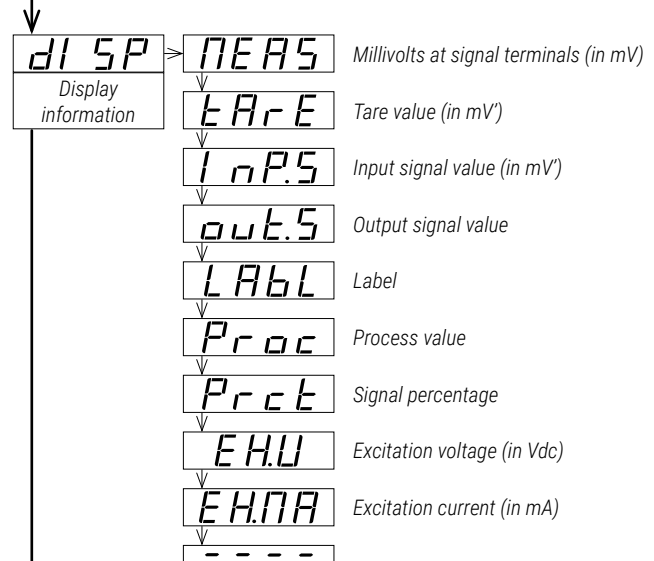 dI SP
Display
information
MEAS
Millivolts at signal terminals (in mV)
tArE
Tare value (in mV’)
InP.S
Input signal value (in mV’)
out.S
Output signal value
LAbL
Label
Proc
Process value
Prct
Signal percentage
EH.U
Excitation voltage (in Vdc)
EH.MA
Excitation current (in mA)
- - - -